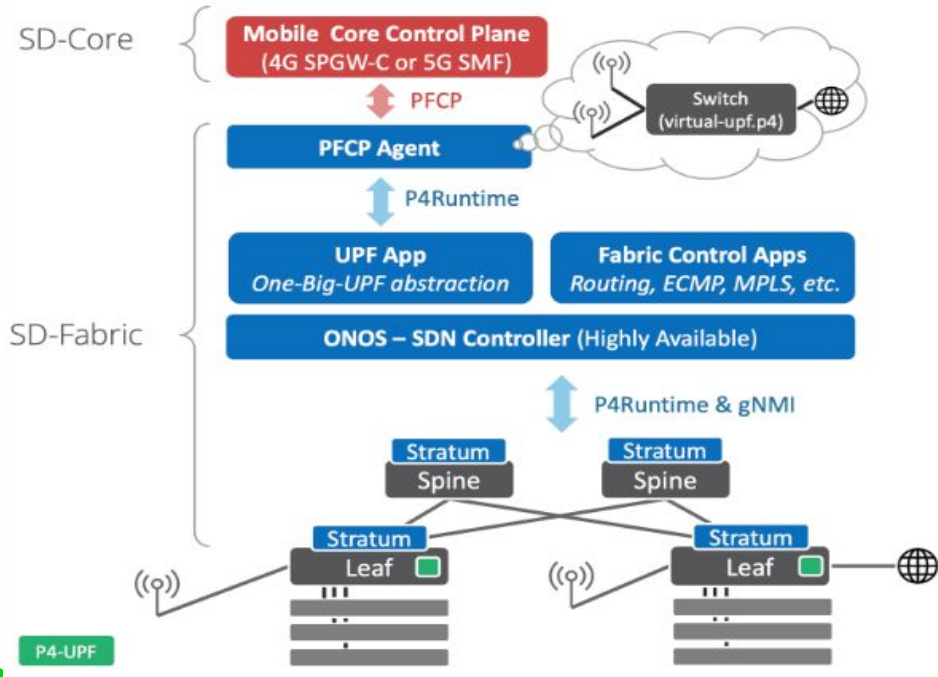 SD-Core
Mobile Core Control Plane
(4G SPGW-C or 5G SMF)
PFCP
Switch
(virtual-upf.p4)
PFCP Agent
P4Runtime
UPF App
One-Big-UPF abstraction
Fabric Control Apps
Routing, ECMP, MPLS, etc.
SD-Fabric
ONOS – SDN Controller (Highly Available)
P4Runtime & gNMI
Stratum
Spine
Stratum
Spine
Stratum
Leaf
Stratum
Leaf
P4-UPF